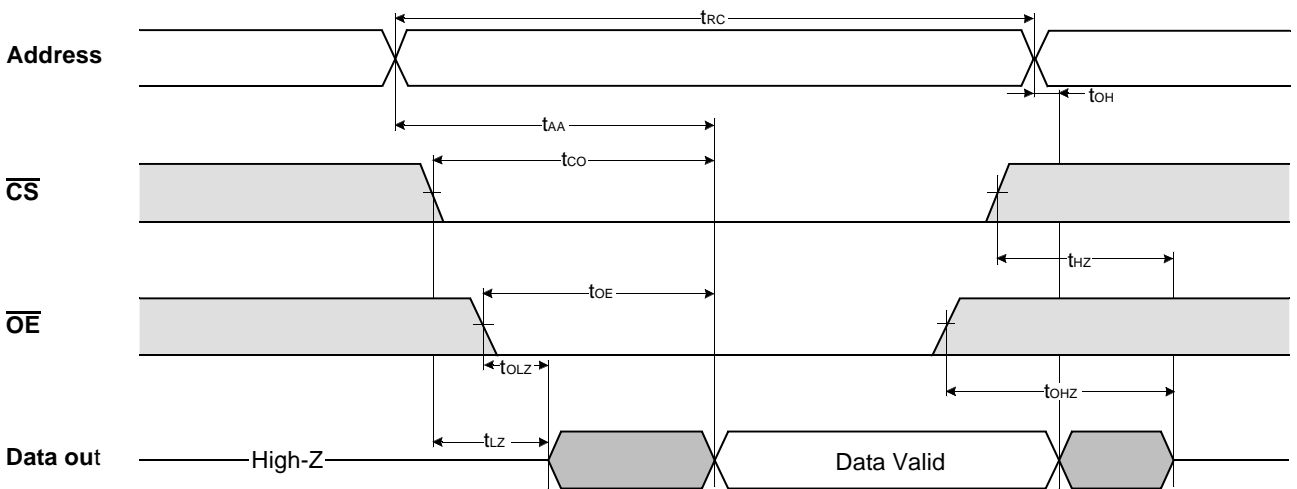 tRC
Address
tOH
tAA
tCO
CS
tHZ
tOE
OE
tOLZ
tOHZ
tLZ
Data out
High-Z
Data Valid